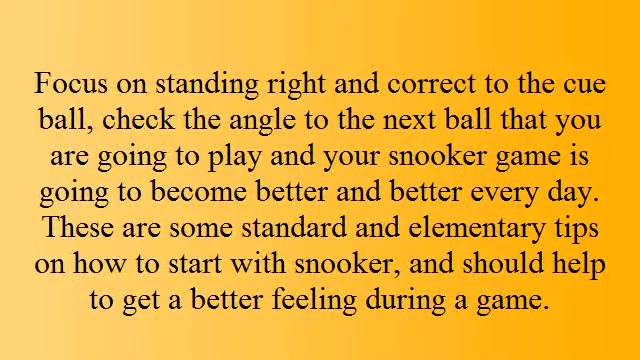 Focus on standing right and correct to the cue
ball, check the angle to the next ball that you
are going to play and your snooker game is
going to become better and better every day.
These are some standard and elementary tips
on how to start with snooker, and should help
to get a better feeling during a game.